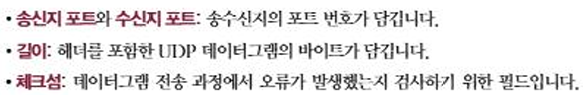 • 송신지 포트와 수신지 포트: 송수신지의 포트 번호가 담깁니다.
• 길이: 헤더를 포함한 UDP 데이터그램의 바이트가 담깁니다.
• 체크섬: 데이터그램 전송 과정에서 오류가 발생했는지 검사하기 위한 필드입니다.